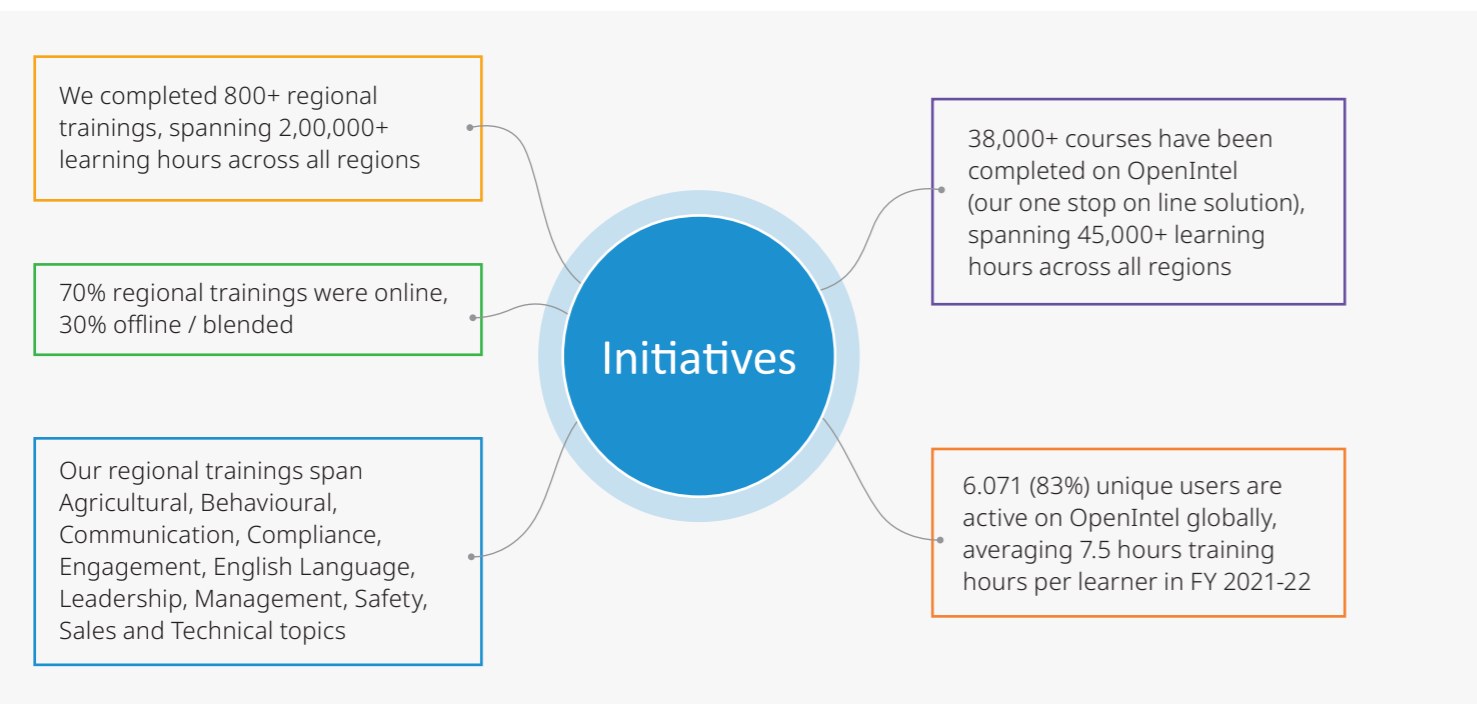 We completed 800+ regional
trainings, spanning 2,00,000+
learning hours across all regions
70% regional trainings were online,
30% offline / blended
Our regional trainings span
Agricultural, Behavioural,
Communication, Compliance,
Engagement, English Language,
Leadership, Management, Safety,
Sales and Technical topics
Initiatives
38,000+ courses have been
completed on OpenIntel
(our one stop on line solution),
spanning 45,000+ learning
hours across all regions
6.071 (83%) unique users are
active on OpenIntel globally,
averaging 7.5 hours training
hours per learner in FY 2021-22